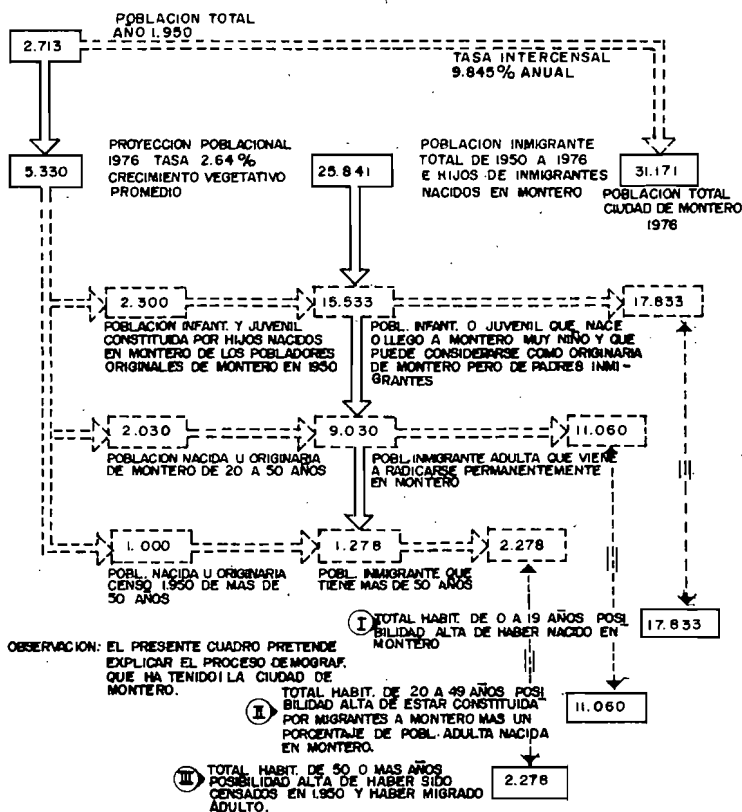 POBLACION TOTAL
AÑO 1.950
2.713
TASA INTERCENSAL
9.845% ANUAL
5.330
PROYECCION POBLACIONAL
1976 TASA 2.64%
CRECIMIENTO VEGETATIVO
PROMEDIO
25.841
POBLACION INMIGRANTE
TOTAL DE 1950 A 1976
E HIJOS DE INMIGRANTES
NACIDOS EN MONTERO
31.171
POBLACION TOTAL
CIUDAD DE MONTERO
1976
2.300
15.533
17.833
POBLACION INFANT. Y JUVENIL
CONSTITUIDA POR HIJOS NACIDOS
EN MONTERO DE LOS POBLADORES
ORIGINALES DE MONTERO EN 1950
POBL. INFANT. O JUVENIL QUE NACE
O LLEGO A MONTERO MUY NIÑO Y QUE
PUEDE CONSIDERARSE COMO ORIGINARIA
DE MONTERO PERO DE PADRES INMI-
GRANTES
2.030
9.030
11.060
POBLACION NACIDA U ORIGINARIA
DE MONTERO DE 20 A 50 AÑOS
POBL. INMIGRANTE ADULTA QUE VIENE
A RADICARSE PERMANENTEMENTE
EN MONTERO
1.000
1.278
2.278
POBL. NACIDA U ORIGINARIA
CENSO 1.950 DE MAS DE
50 AÑOS
POBL. INMIGRANTE QUE
TIENE MAS DE 50 AÑOS
I
TOTAL HABIT. DE 0 A 19 AÑOS POSI
BILIDAD ALTA DE HABER NACIDO EN
MONTERO
17.833
OBSERVACION: EL PRESENTE CUADRO PRETENDE
EXPLICAR EL PROCESO DEMOGRAF.
QUE HA TENIDO I LA CIUDAD DE
MONTERO.
II
TOTAL HABIT. DE 20 A 49 AÑOS POSI
BILIDAD ALTA DE ESTAR CONSTITUIDA
POR MIGRANTES A MONTERO MAS UN
PORCENTAJE DE POBL. ADULTA NACIDA
EN MONTERO.
11.060
III
TOTAL HABIT. DE 50 O MAS AÑOS
POSIBILIDAD ALTA DE HABER SIDO
CENSADOS EN 1.950 Y HABER MIGRADO
ADULTO.
2.278